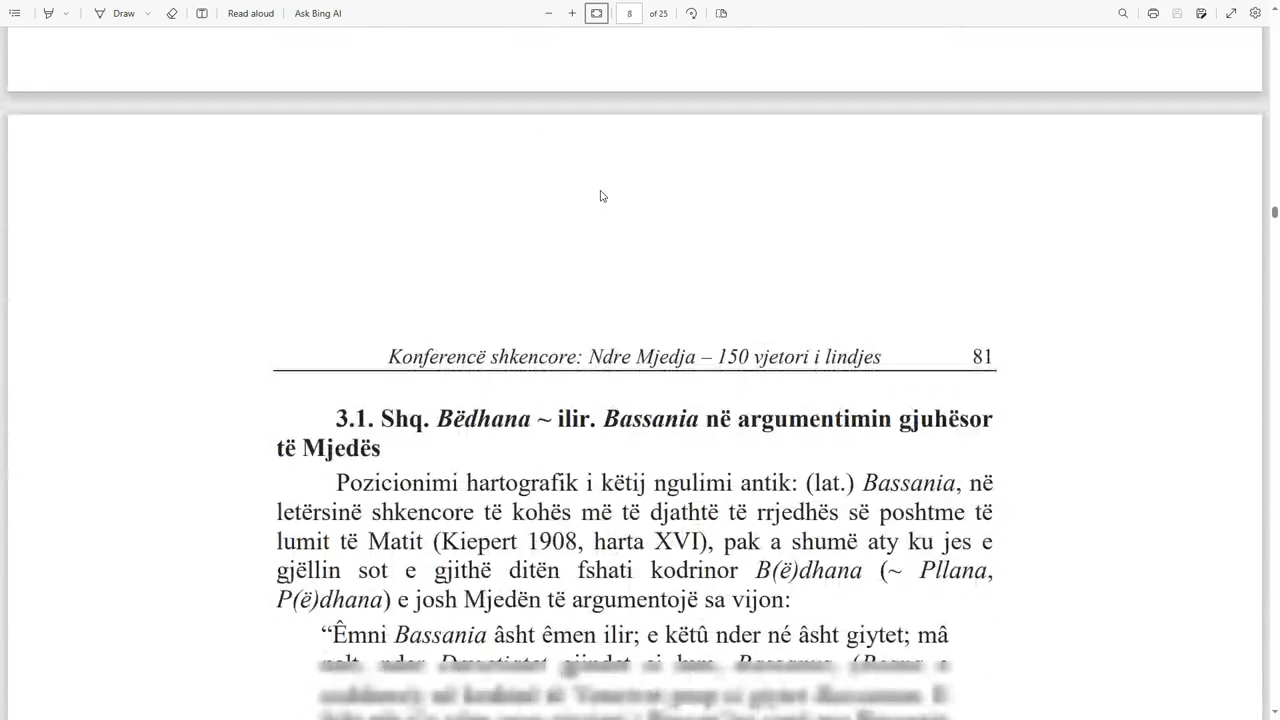 Draw
Read aloud
Ask Bing AI
8
of 25
Konferencë shkencore: Ndre Mjedja – 150 vjetori i lindjes 81
3.1. Shq. Bëdhana ~ ilir. Bassania në argumentimin gjuhësor
të Mjedës
Pozicionimi hartografik i këtij ngulimi antik: (lat.) Bassania, në
letërsinë shkencore të kohës më të djathtë të rrjedhës së poshtme të
lumit të Matit (Kiepert 1908, harta XVI), pak a shumë aty ku jes e
gjëllin sot e gjithë ditën fshati kodrinor B(ë)dhana (~ Pllana,
P(ë)dhana) e josh Mjedën të argumentojë sa vijon:
“Êmni Bassania âsht êmen ilir; e këtû nder né âsht giytet; mâ